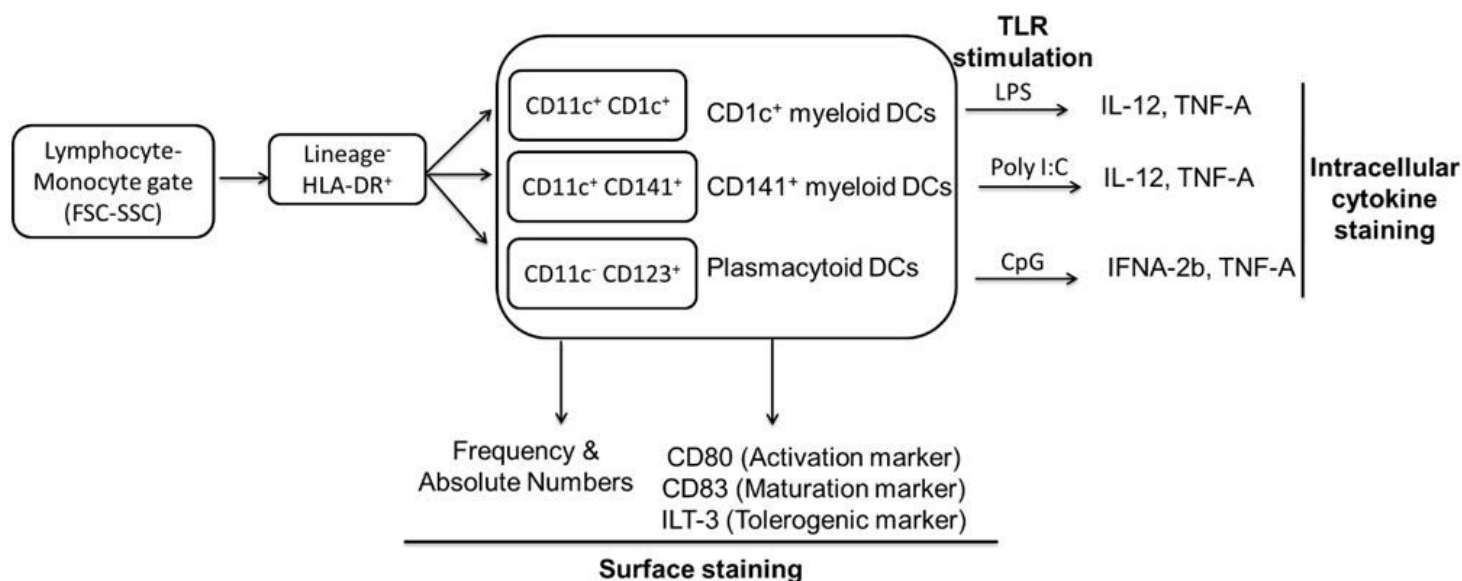 TLR
stimulation
Lymphocyte-
Monocyte gate
(FSC-SSC)
Lineage⁻
HLA-DR⁺
CD11c⁺ CD1c⁺
CD1c⁺ myeloid DCs
LPS
IL-12, TNF-A
CD11c⁺ CD141⁺
CD141⁺ myeloid DCs
Poly I:C
IL-12, TNF-A
CD11c⁻ CD123⁺
Plasmacytoid DCs
CpG
IFNA-2b, TNF-A
Intracellular
cytokine
staining
Frequency &
Absolute Numbers
CD80 (Activation marker)
CD83 (Maturation marker)
ILT-3 (Tolerogenic marker)
Surface staining